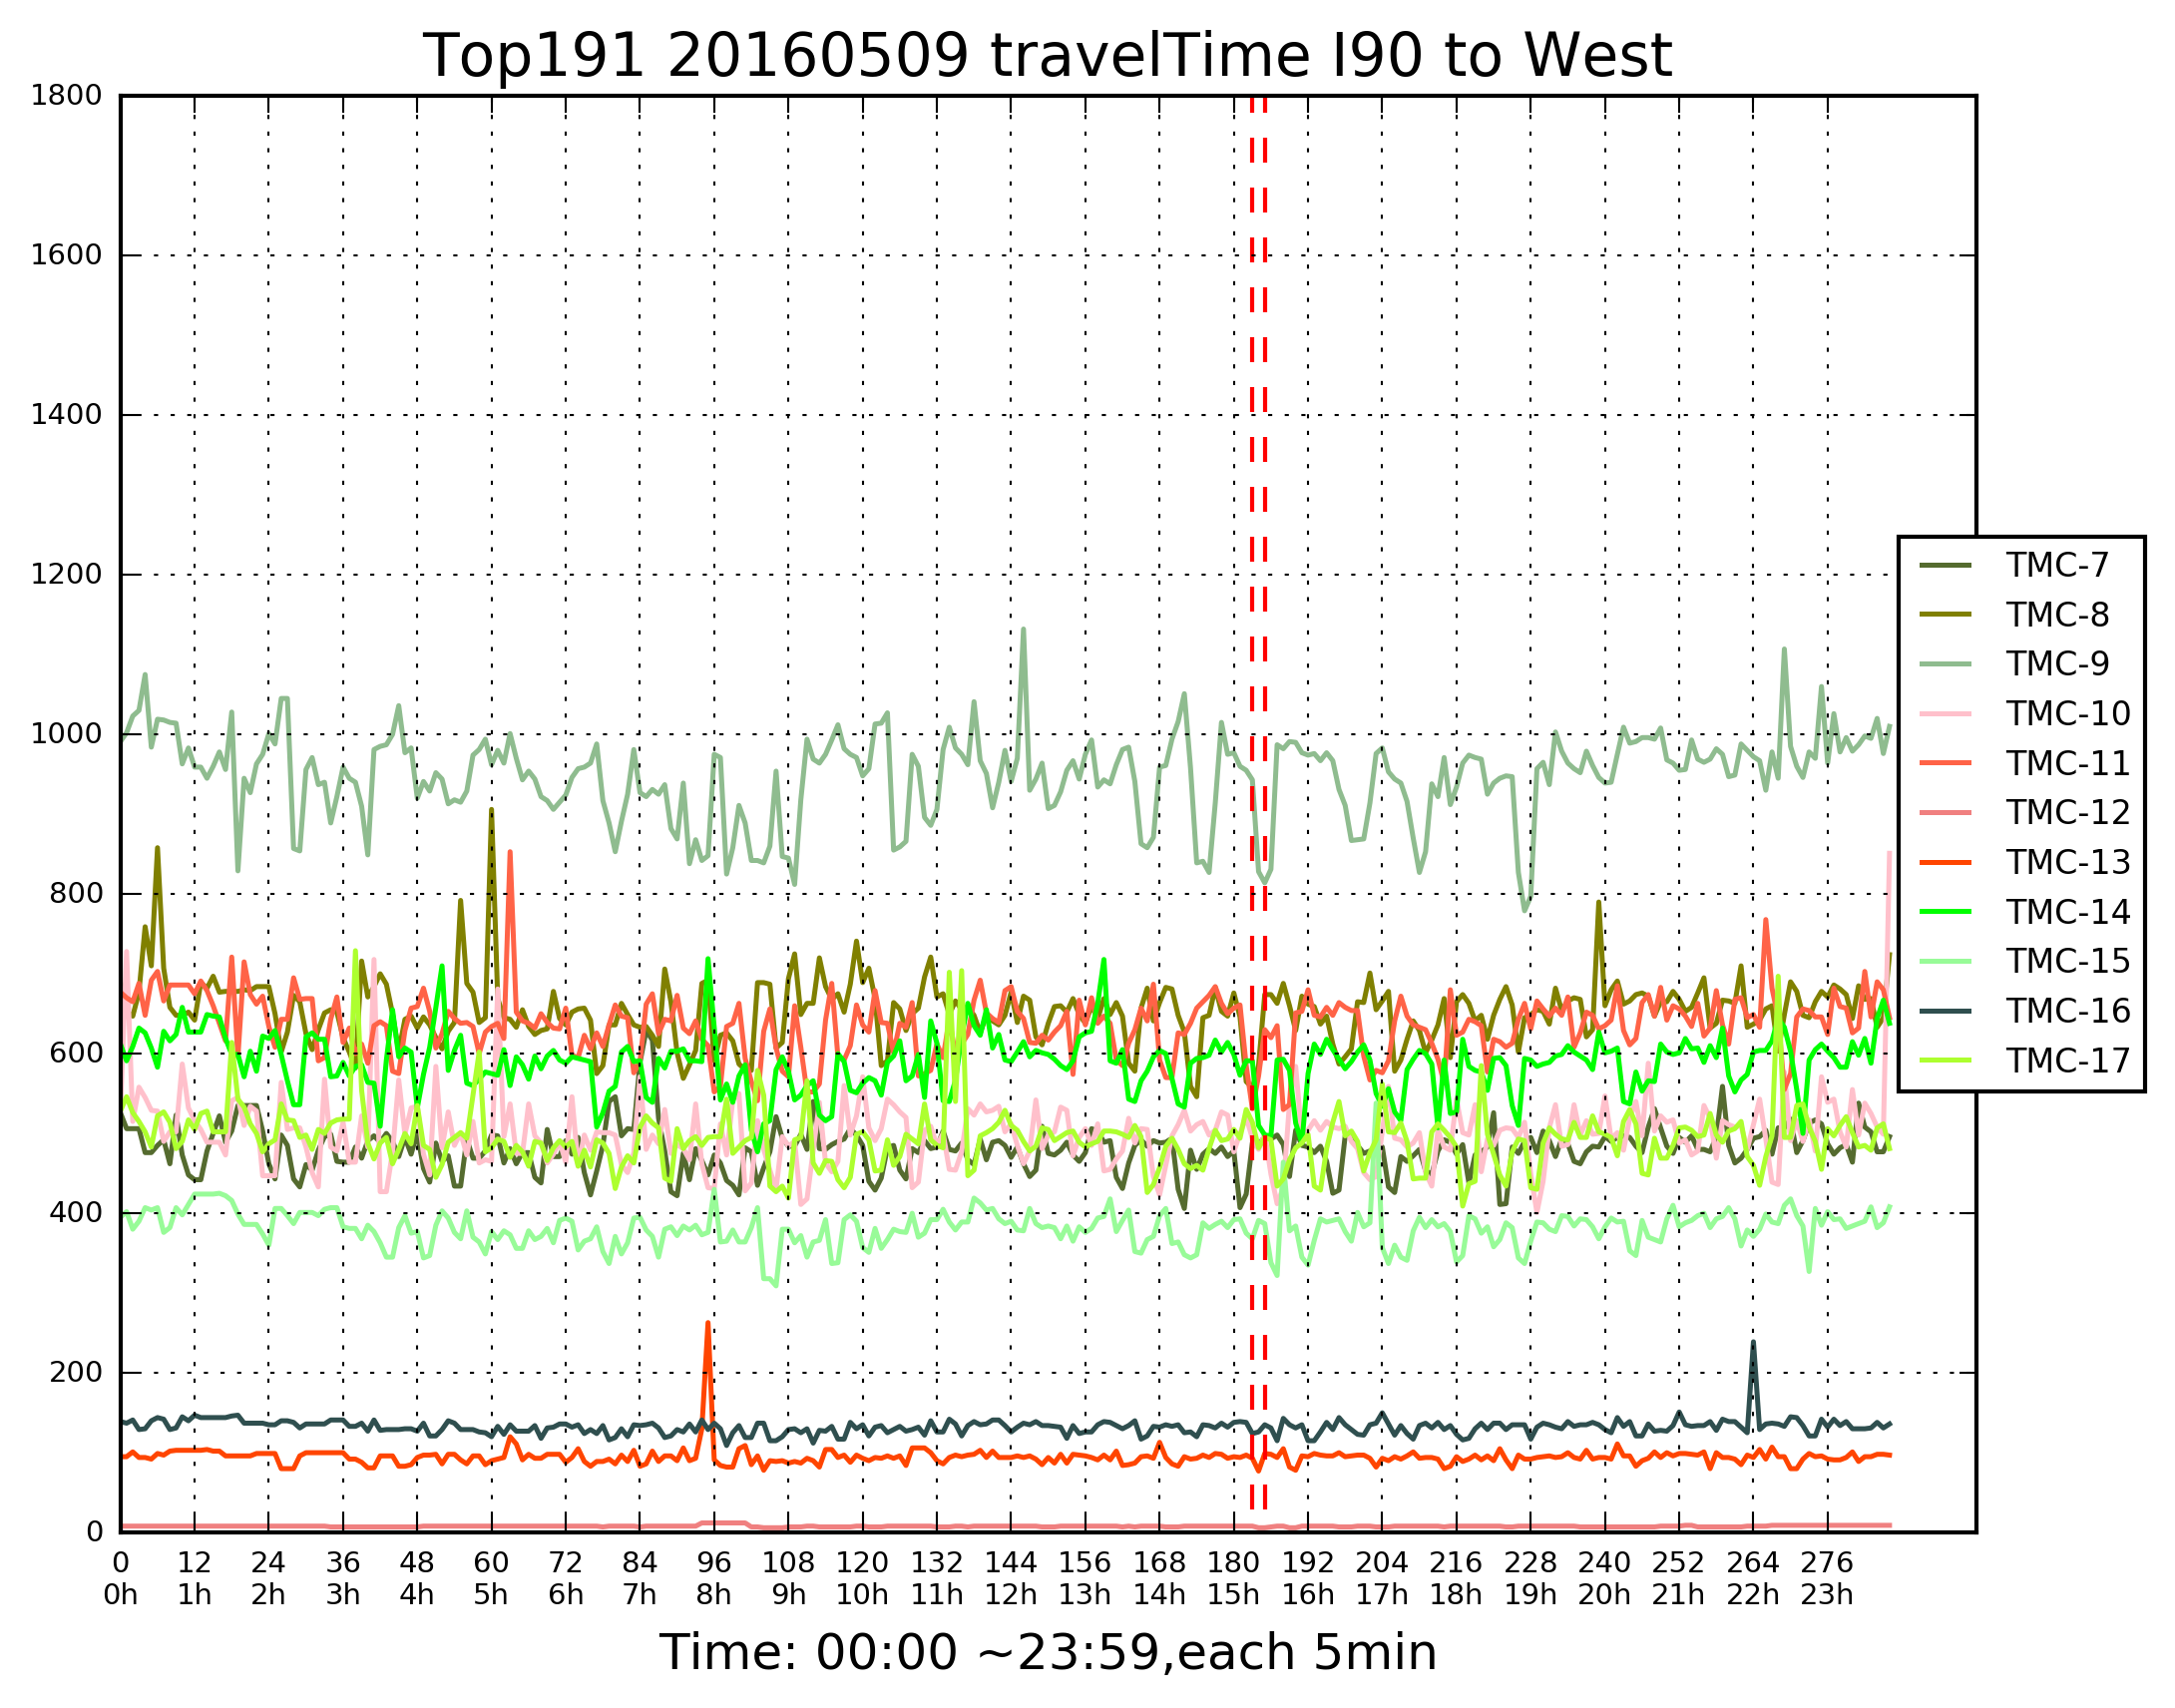 Top191 20160509 travelTime I90 to West
1800
1600
1400
1200
1000
800
600
400
200
0
TMC-7
TMC-8
TMC-9
TMC-10
TMC-11
TMC-12
TMC-13
TMC-14
TMC-15
TMC-16
TMC-17
0 12 24 36 48 60 72 84 96 108 120 132 144 156 168 180 192 204 216 228 240 252 264 276
0h 1h 2h 3h 4h 5h 6h 7h 8h 9h 10h 11h 12h 13h 14h 15h 16h 17h 18h 19h 20h 21h 22h 23h
Time: 00:00 ~23:59,each 5min